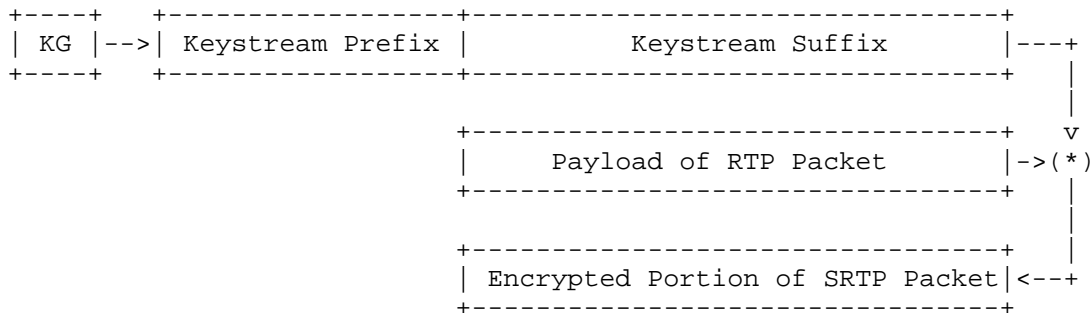 +----+   +------------------+---------------------------------+
| KG |-->| Keystream Prefix |          Keystream Suffix       |---+
+----+   +------------------+---------------------------------+   |
                                                                  |
                            +---------------------------------+   v
                            |     Payload of RTP Packet       |->(*)
                            +---------------------------------+   |
                                                                  |
                            +---------------------------------+   |
                            | Encrypted Portion of SRTP Packet|<--+
                            +---------------------------------+